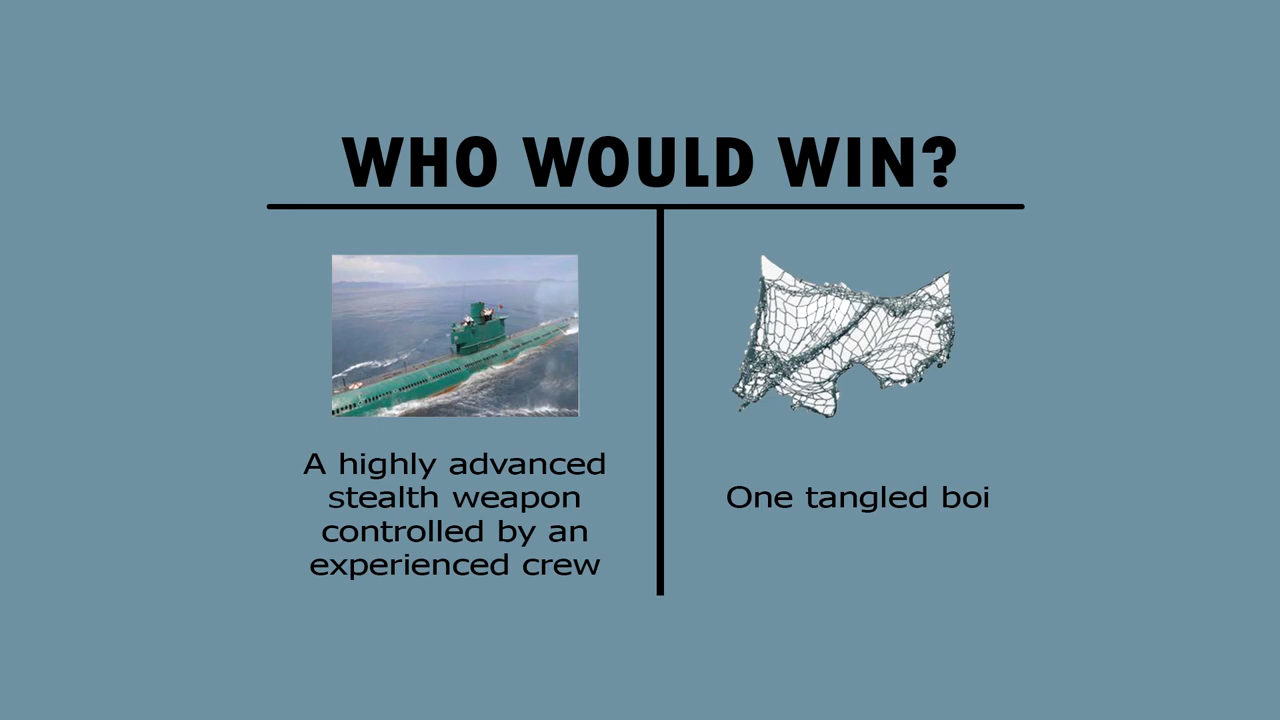 WHO WOULD WIN?
A highly advanced
stealth weapon
controlled by an
experienced crew
One tangled boi